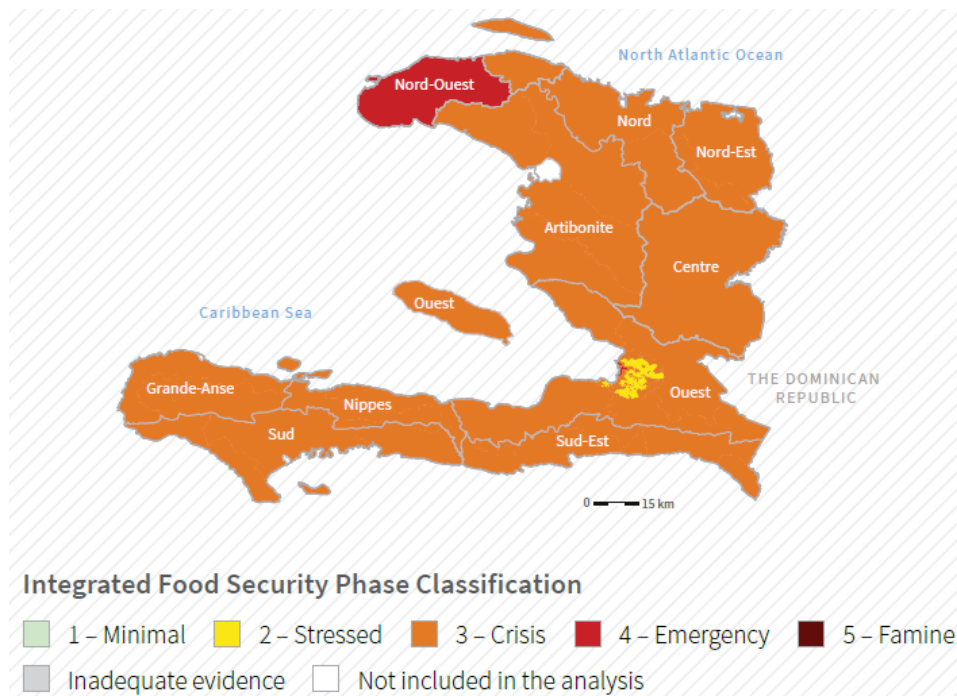 North Atlantic Ocean
Nord-Ouest
Nord
Nord-Est
Artibonite
Centre
Ouest
Caribbean Sea
THE DOMINICAN
REPUBLIC
Grande-Anse
Ouest
Nippes
Sud
Sud-Est
0 15 km
Integrated Food Security Phase Classification
1 – Minimal 2 – Stressed 3 – Crisis 4 – Emergency 5 – Famine
Inadequate evidence Not included in the analysis